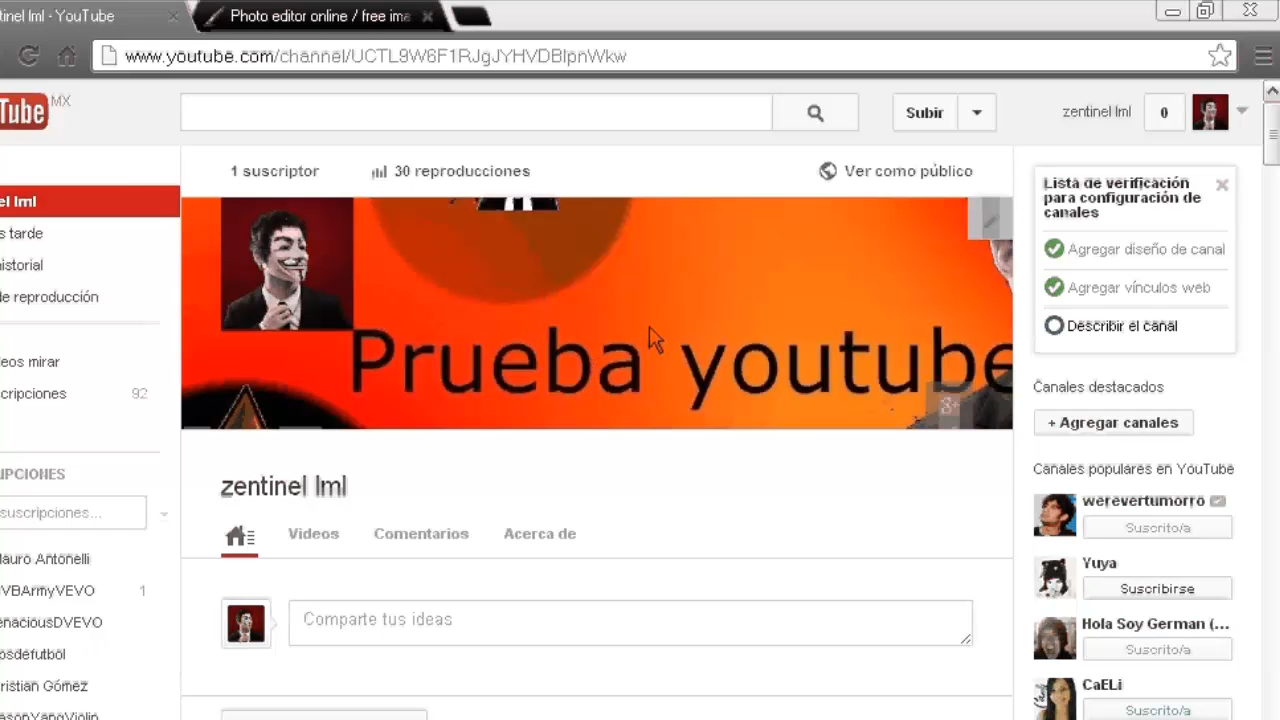 tinel lml - YouTube
Photo editor online / free ima
www.youtube.com/channel/UCTL9W6F1RJgJYHVDBlpnWkw
Tube MX
Subir
zentinel lml
0
1 suscriptor
30 reproducciones
Ver como público
el lml
s tarde
historial
de reproducción
eos mirar
cripciones 92
IPCIONES
suscripciones...
auro Antonelli
VBArmyVEVO 1
enaciousDVEVO
osdefutbol
ristian Gómez
asonYangViolin
Prueba youtube
g+
zentinel lml
Videos
Comentarios
Acerca de
Comparte tus ideas
Lista de verificación
para configuración de
canales
Agregar diseño de canal
Agregar vínculos web
Describir el canal
Canales destacados
+ Agregar canales
Canales populares en YouTube
werevertumorro
Suscrito/a
Yuya
Suscribirse
Hola Soy German (...
Suscrito/a
CaELi
Suscrito/a